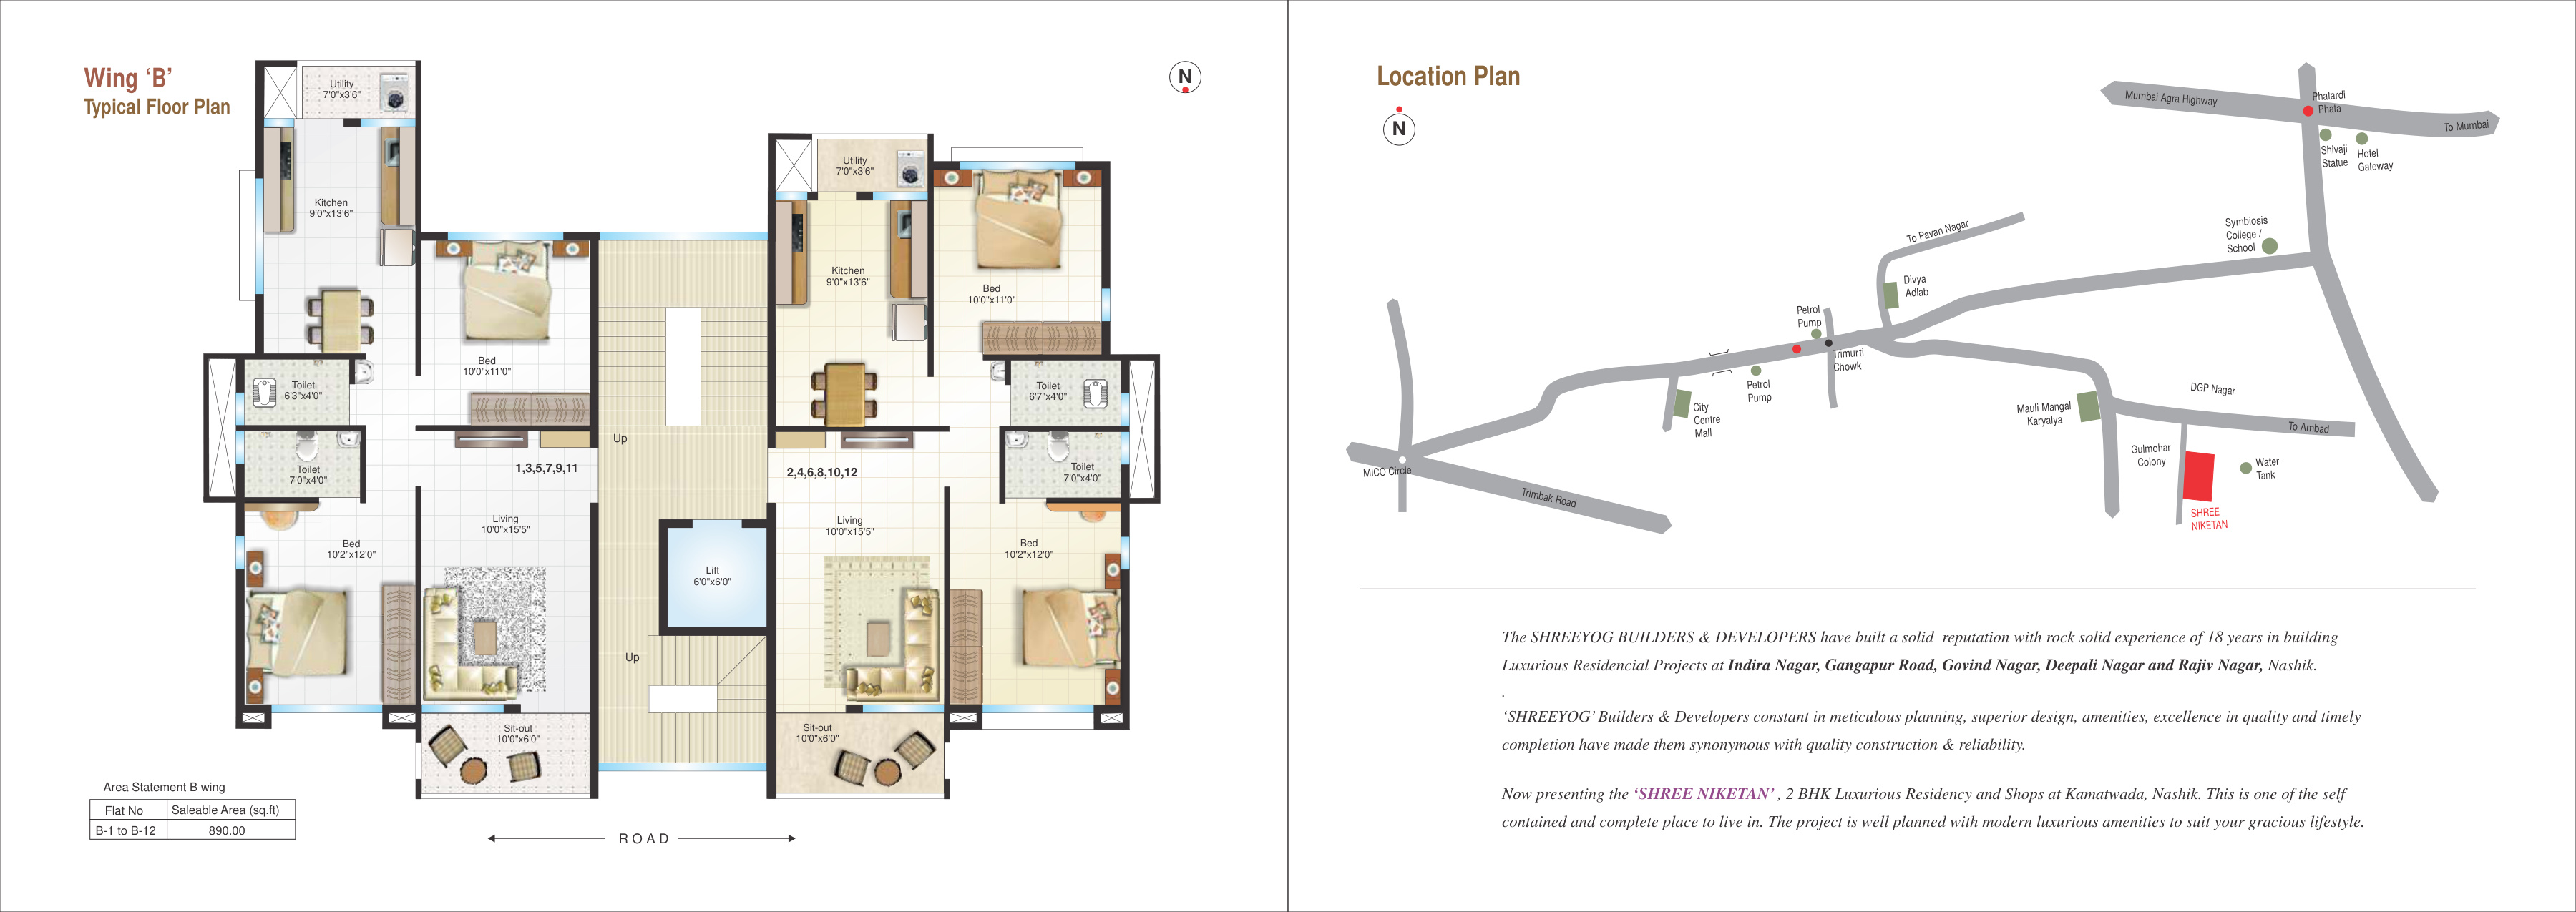 Wing ‘B’
Typical Floor Plan
N
Utility
7'0"x3'6"
Kitchen
9'0"x13'6"
Bed
10'0"x11'0"
Toilet
6'3"x4'0"
Toilet
7'0"x4'0"
1,3,5,7,9,11
Living
10'0"x15'5"
Bed
10'2"x12'0"
Sit-out
10'0"x6'0"
Up
Lift
6'0"x6'0"
Up
Utility
7'0"x3'6"
Kitchen
9'0"x13'6"
Bed
10'0"x11'0"
Toilet
6'7"x4'0"
Toilet
7'0"x4'0"
2,4,6,8,10,12
Living
10'0"x15'5"
Bed
10'2"x12'0"
Sit-out
10'0"x6'0"
Area Statement B wing
Flat No Saleable Area (sq.ft)
B-1 to B-12 890.00
ROAD
Location Plan
N
Mumbai Agra Highway
Phatardi
Phata
To Mumbai
Shivaji
Statue
Hotel
Gateway
Symbiosis
College /
School
To Pavan Nagar
Divya
Adlab
Petrol
Pump
Trimurti
Chowk
Petrol
Pump
City
Centre
Mall
MICO Circle
Trimbak Road
Mauli Mangal
Karyalya
DGP Nagar
To Ambad
Gulmohar
Colony
Water
Tank
SHREE
NIKETAN
The SHREEYOG BUILDERS & DEVELOPERS have built a solid reputation with rock solid experience of 18 years in building
Luxurious Residencial Projects at Indira Nagar, Gangapur Road, Govind Nagar, Deepali Nagar and Rajiv Nagar, Nashik.
.
‘SHREEYOG’ Builders & Developers constant in meticulous planning, superior design, amenities, excellence in quality and timely
completion have made them synonymous with quality construction & reliability.
Now presenting the ‘SHREE NIKETAN’ , 2 BHK Luxurious Residency and Shops at Kamatwada, Nashik. This is one of the self
contained and complete place to live in. The project is well planned with modern luxurious amenities to suit your gracious lifestyle.